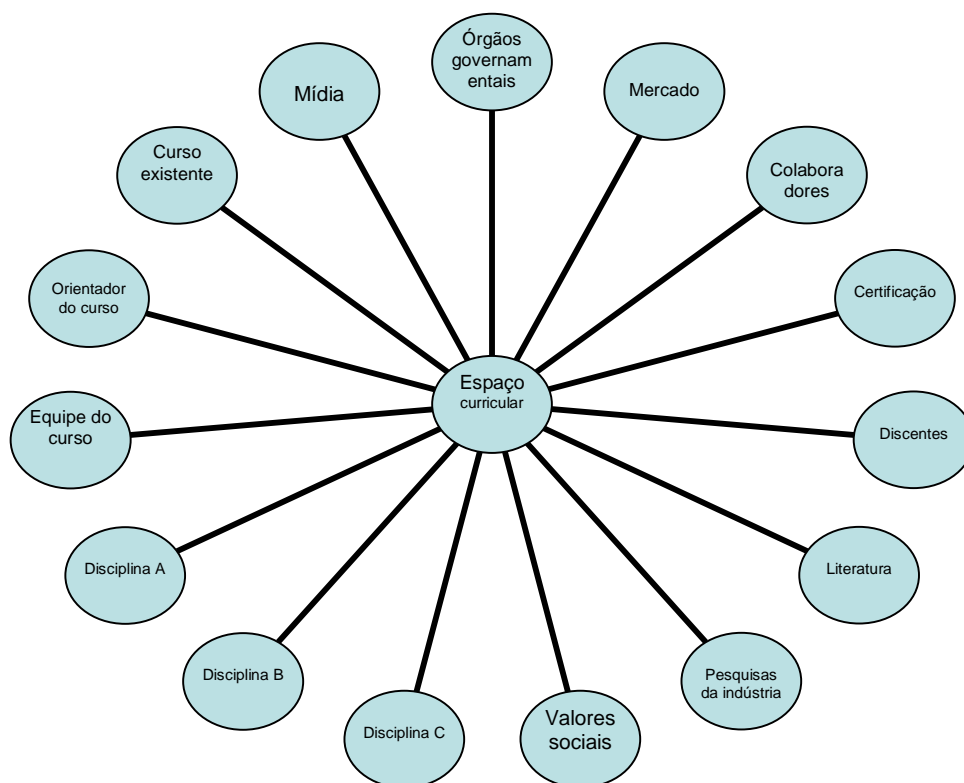 Órgãos
governam
entais
Mídia
Mercado
Curso
existente
Colabora
dores
Orientador
do curso
Certificação
Espaço
curricular
Equipe do
curso
Discentes
Disciplina A
Literatura
Disciplina B
Pesquisas
da indústria
Disciplina C
Valores
sociais